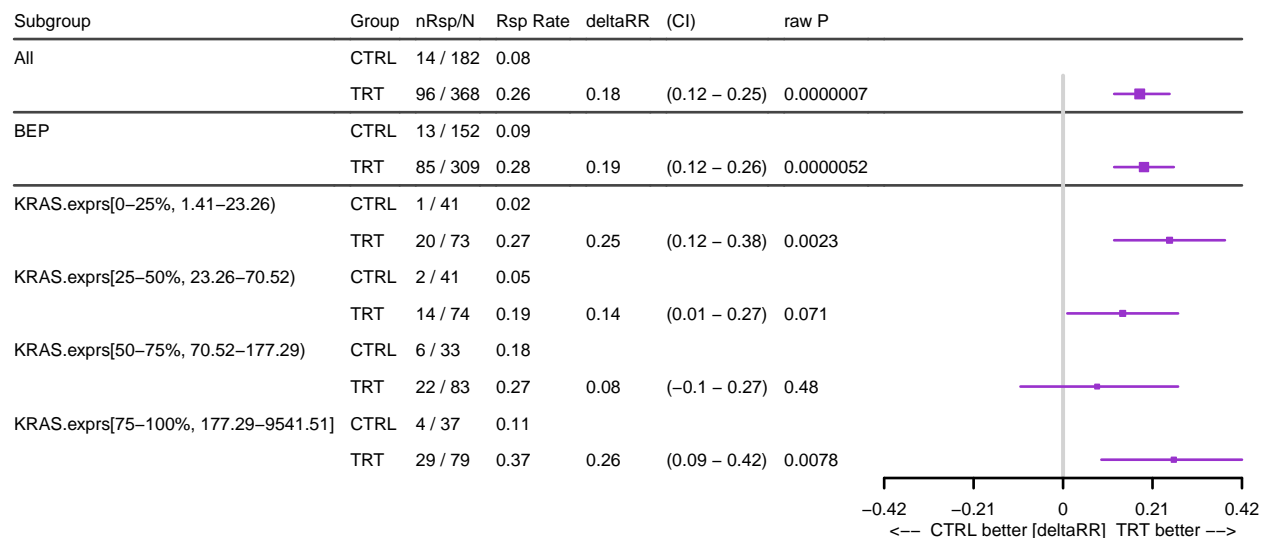 Subgroup Group nRsp/N Rsp Rate deltaRR (CI) raw P
All CTRL 14 / 182 0.08
TRT 96 / 368 0.26 0.18 (0.12 − 0.25) 0.0000007
BEP CTRL 13 / 152 0.09
TRT 85 / 309 0.28 0.19 (0.12 − 0.26) 0.0000052
KRAS.exprs[0−25%, 1.41−23.26) CTRL 1 / 41 0.02
TRT 20 / 73 0.27 0.25 (0.12 − 0.38) 0.0023
KRAS.exprs[25−50%, 23.26−70.52) CTRL 2 / 41 0.05
TRT 14 / 74 0.19 0.14 (0.01 − 0.27) 0.071
KRAS.exprs[50−75%, 70.52−177.29) CTRL 6 / 33 0.18
TRT 22 / 83 0.27 0.08 (−0.1 − 0.27) 0.48
KRAS.exprs[75−100%, 177.29−9541.51] CTRL 4 / 37 0.11
TRT 29 / 79 0.37 0.26 (0.09 − 0.42) 0.0078
−0.42 −0.21 0 0.21 0.42
<−− CTRL better [deltaRR] TRT better −−>